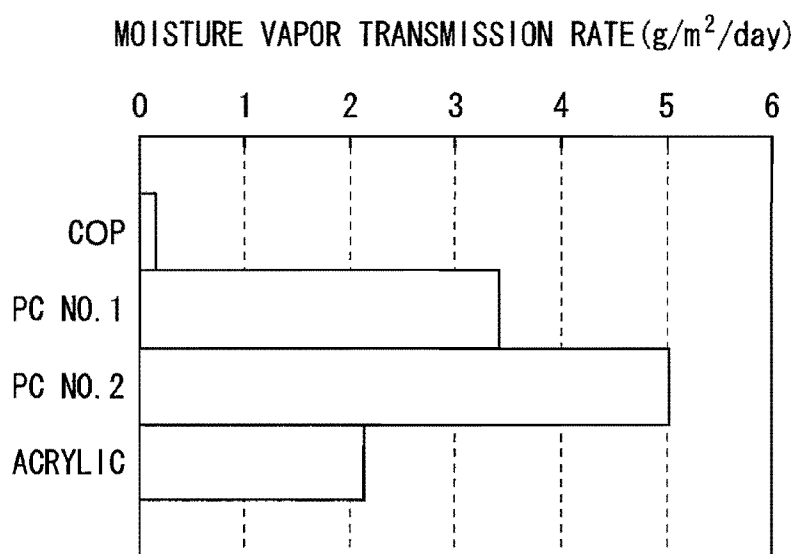 MOISTURE VAPOR TRANSMISSION RATE(g/m²/day)
0 1 2 3 4 5 6
COP
PC NO.1
PC NO.2
ACRYLIC